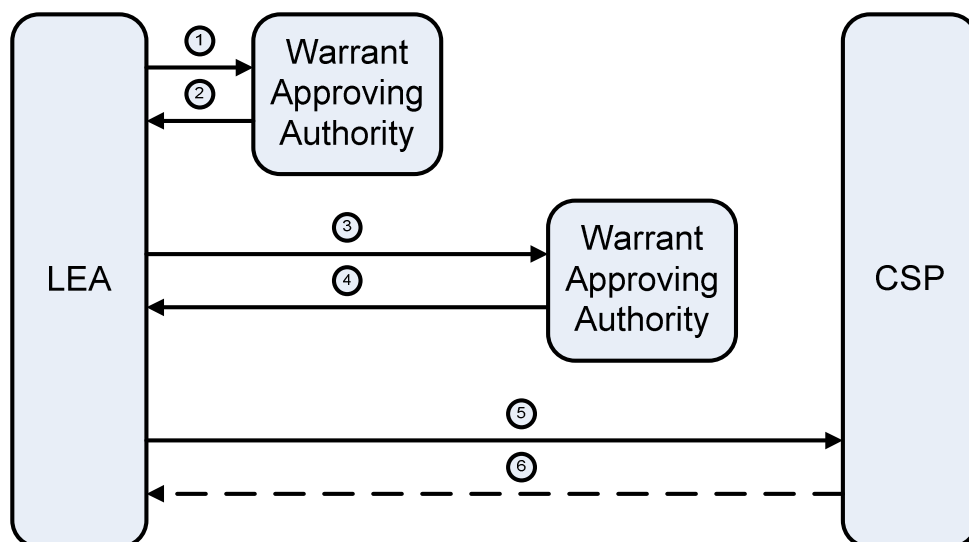 1
Warrant
Approving
Authority
2
3
Warrant
Approving
Authority
4
LEA
CSP
5
6